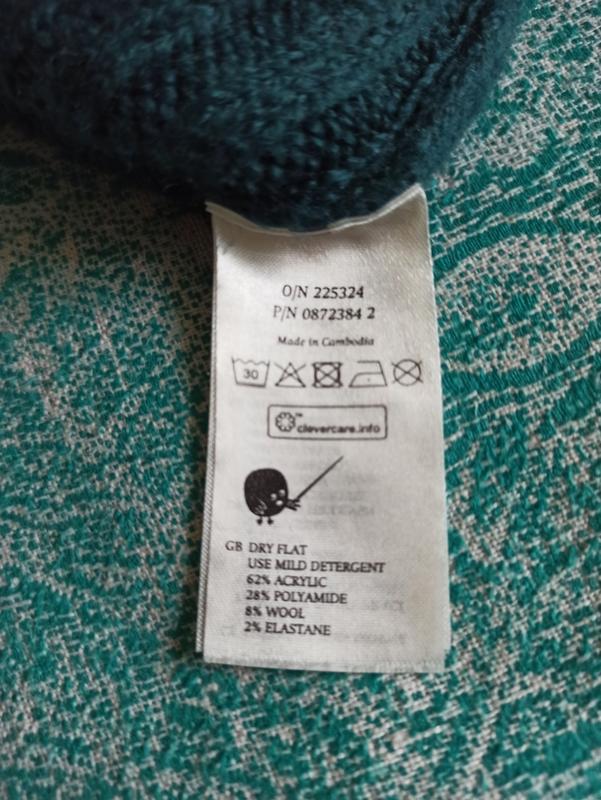 O/N 225324
P/N 0872384 2
Made in Cambodia
30
™
clevercare.info
GB DRY FLAT
USE MILD DETERGENT
62% ACRYLIC
28% POLYAMIDE
8% WOOL
2% ELASTANE